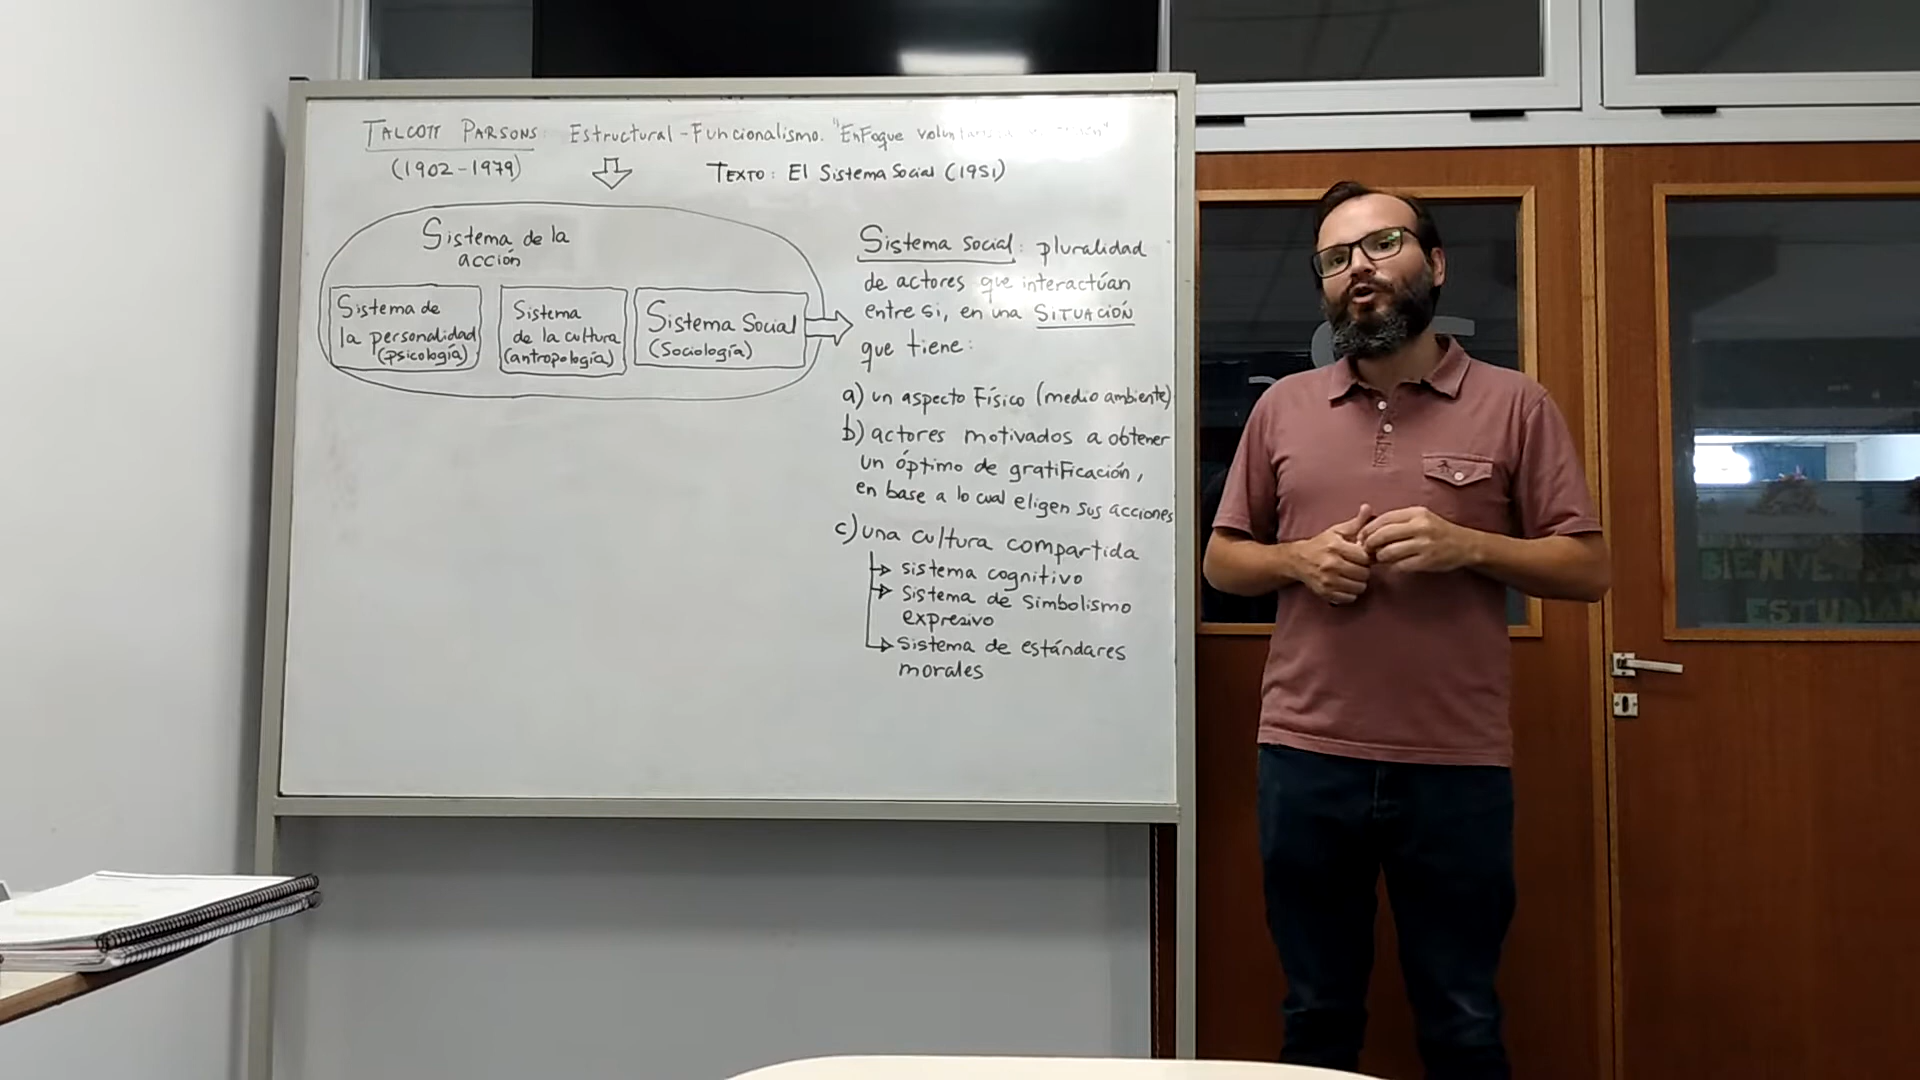 TALCOTT PARSONS: Estructural-Funcionalismo. "Enfoque
(1902-1979)
TEXTO: El Sistema Social (1951)
Sistema de la
acción
Sistema de
la personalidad
(psicología)
Sistema
de la cultura
(antropología)
Sistema Social
(Sociología)
Sistema social: pluralidad
de actores que interactúan
entre si, en una SITUACIÓN
que tiene:
a) un aspecto Físico (medio ambiente)
b) actores motivados a obtener
un óptimo de gratificación,
en base a lo cual eligen sus acciones
c) una cultura compartida
sistema cognitivo
Sistema de simbolismo
expresivo
Sistema de estándares
morales